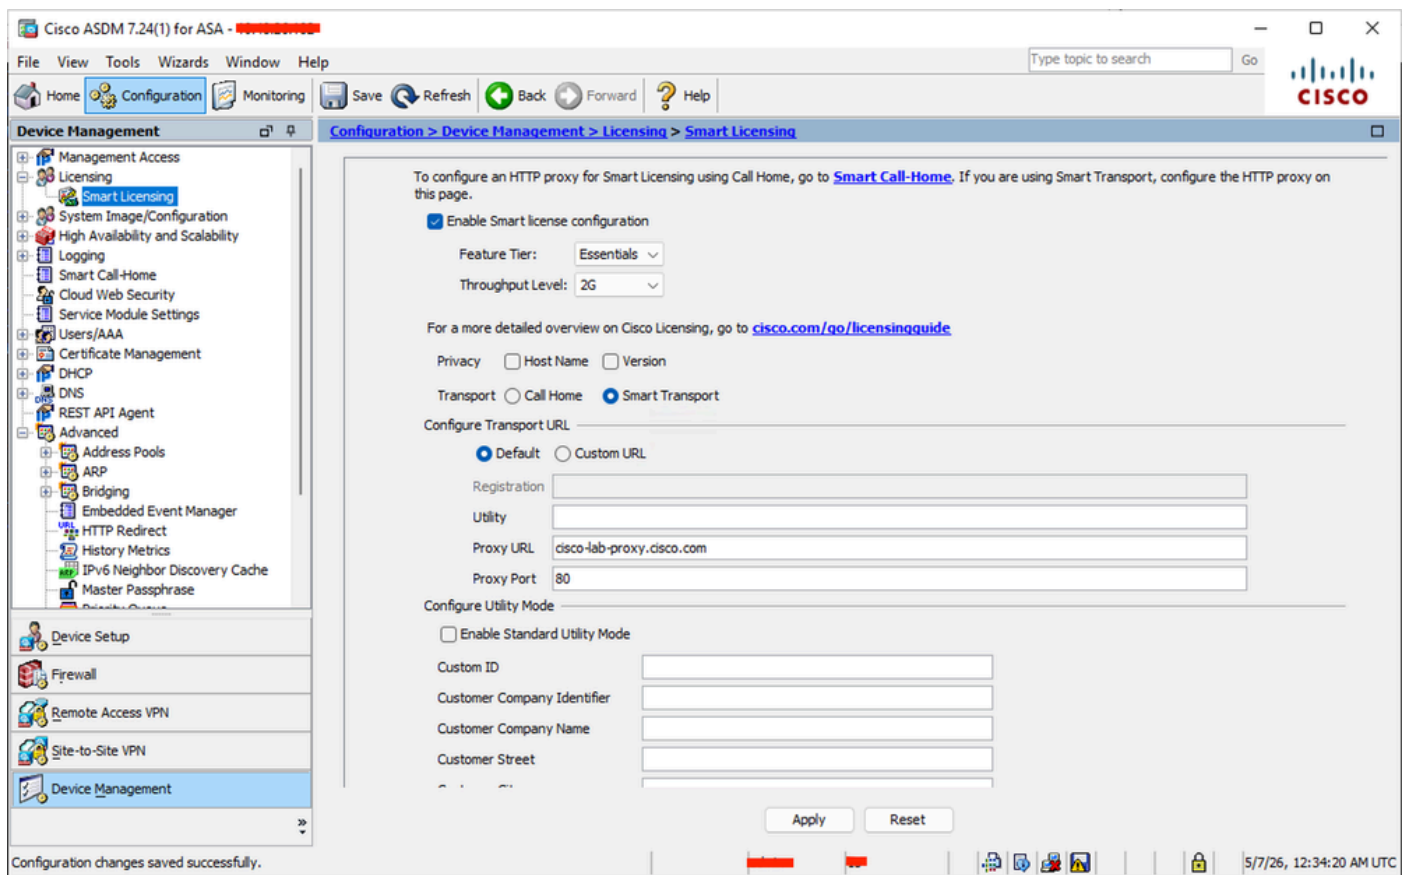 Cisco ASDM 7.24(1) for ASA -
File View Tools Wizards Window Help
Type topic to search Go
Home Configuration Monitoring Save Refresh Back Forward Help
CISCO
Device Management
Configuration > Device Management > Licensing > Smart Licensing
Management Access
Licensing
Smart Licensing
System Image/Configuration
High Availability and Scalability
Logging
Smart Call-Home
Cloud Web Security
Service Module Settings
Users/AAA
Certificate Management
DHCP
DNS
REST API Agent
Advanced
Address Pools
ARP
Bridging
Embedded Event Manager
HTTP Redirect
History Metrics
IPv6 Neighbor Discovery Cache
Master Passphrase
Priority Queue
Device Setup
Firewall
Remote Access VPN
Site-to-Site VPN
Device Management
To configure an HTTP proxy for Smart Licensing using Call Home, go to Smart Call-Home. If you are using Smart Transport, configure the HTTP proxy on
this page.
Enable Smart license configuration
Feature Tier: Essentials
Throughput Level: 2G
For a more detailed overview on Cisco Licensing, go to cisco.com/go/licensingguide
Privacy Host Name Version
Transport Call Home Smart Transport
Configure Transport URL
Default Custom URL
Registration
Utility
Proxy URL cisco-lab-proxy.cisco.com
Proxy Port 80
Configure Utility Mode
Enable Standard Utility Mode
Custom ID
Customer Company Identifier
Customer Company Name
Customer Street
Apply Reset
Configuration changes saved successfully.
5/7/26, 12:34:20 AM UTC